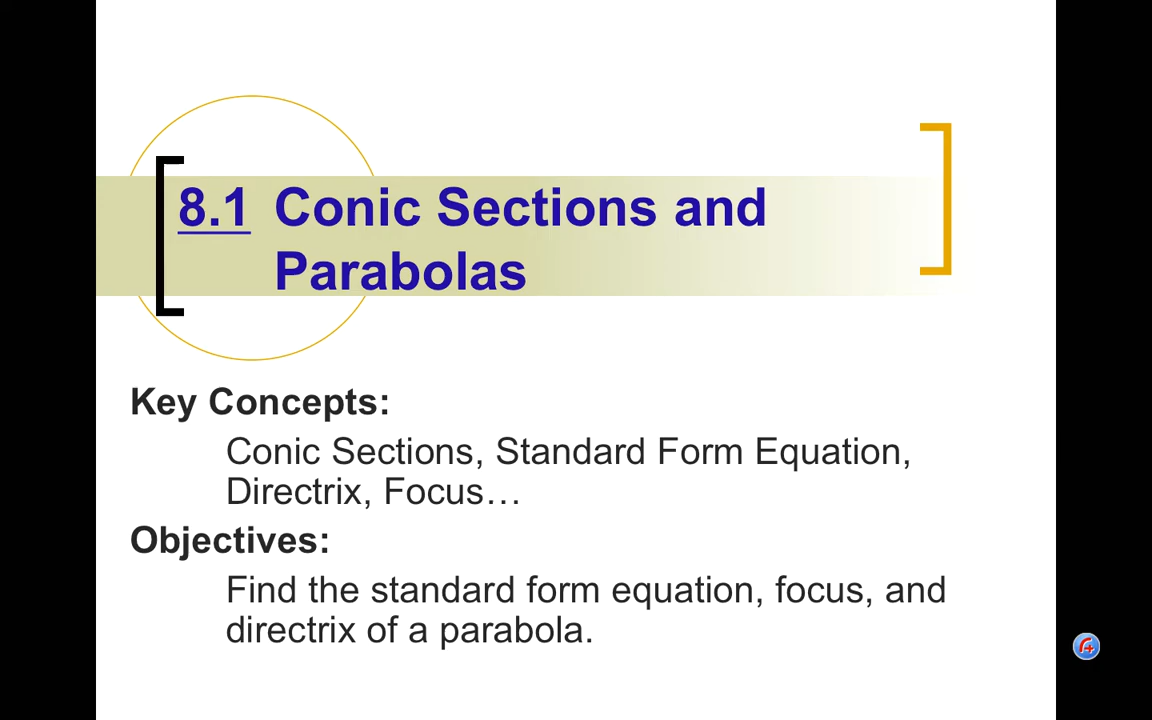 8.1 Conic Sections and
Parabolas
Key Concepts:
Conic Sections, Standard Form Equation,
Directrix, Focus…
Objectives:
Find the standard form equation, focus, and
directrix of a parabola.